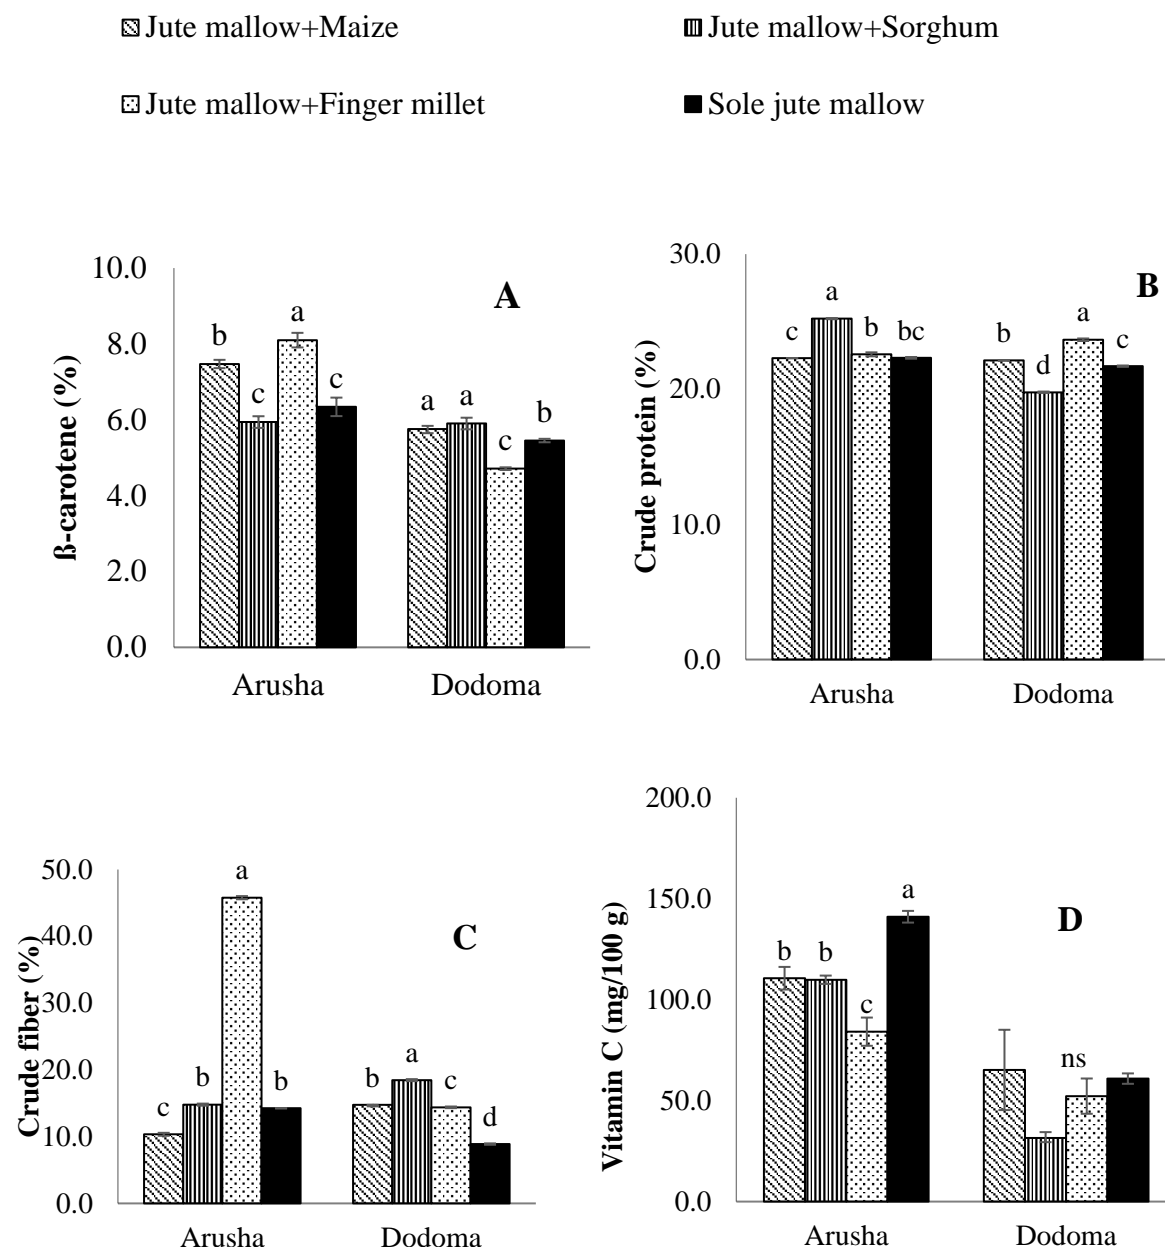 Jute mallow+Maize
Jute mallow+Sorghum
Jute mallow+Finger millet
Sole jute mallow
A
ß-carotene (%)
10.0
8.0
6.0
4.0
2.0
0.0
b
c
a
c
a
a
c
b
Arusha
Dodoma
B
Crude protein (%)
30.0
20.0
10.0
0.0
c
a
b
bc
b
d
a
c
Arusha
Dodoma
C
Crude fiber (%)
50.0
40.0
30.0
20.0
10.0
0.0
c
b
a
b
b
a
c
d
Arusha
Dodoma
D
Vitamin C (mg/100 g)
200.0
150.0
100.0
50.0
0.0
b
b
c
a
ns
Arusha
Dodoma